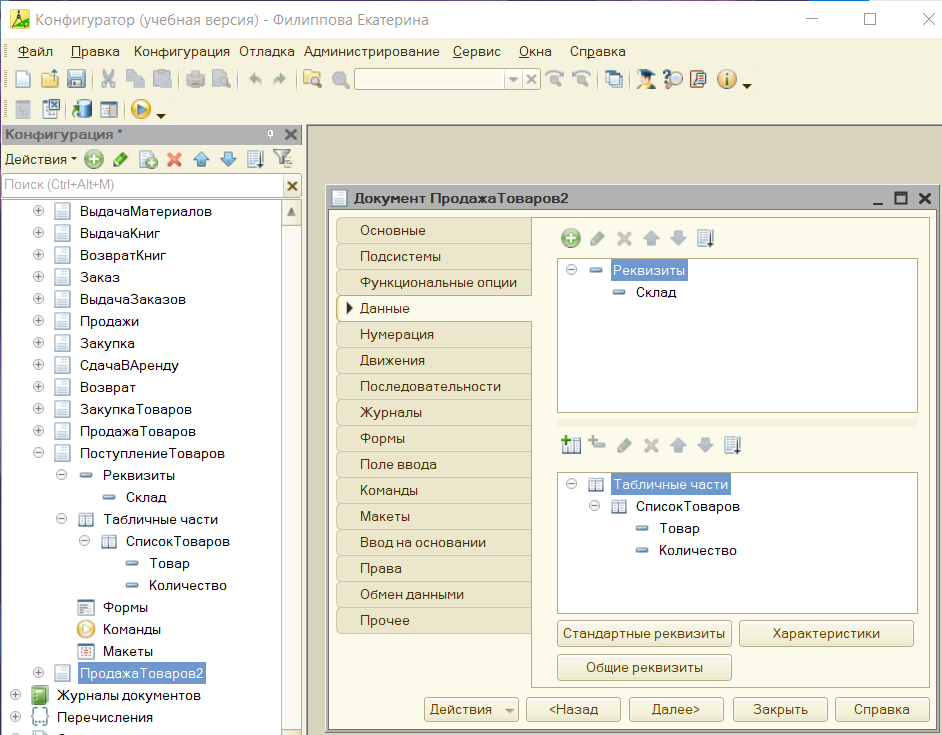 Конфигуратор (учебная версия) - Филиппова Екатерина
Файл Правка Конфигурация Отладка Администрирование Сервис Окна Справка
Конфигурация *
Действия
Поиск (Ctrl+Alt+M)
ВыдачаМатериалов
ВыдачаКниг
ВозвратКниг
Заказ
ВыдачаЗаказов
Продажи
Закупка
СдачаВАренду
Возврат
ЗакупкаТоваров
ПродажаТоваров
ПоступлениеТоваров
Реквизиты
Склад
Табличные части
СписокТоваров
Товар
Количество
Формы
Команды
Макеты
ПродажаТоваров2
Журналы документов
Перечисления
Документ ПродажаТоваров2
Основные
Подсистемы
Функциональные опции
Данные
Нумерация
Движения
Последовательности
Журналы
Формы
Поле ввода
Команды
Макеты
Ввод на основании
Права
Обмен данными
Прочее
Реквизиты
Склад
Табличные части
СписокТоваров
Товар
Количество
Стандартные реквизиты Характеристики
Общие реквизиты
Действия <Назад Далее> Закрыть Справка